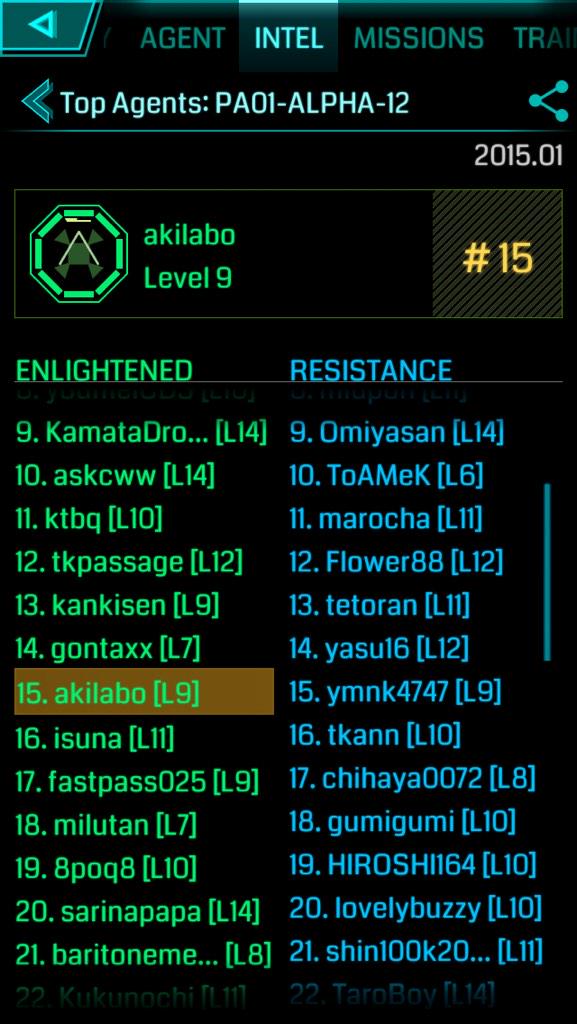 AGENT INTEL MISSIONS TRAI
Top Agents: PA01-ALPHA-12
2015.01
akilabo
Level 9
#15
ENLIGHTENED
RESISTANCE
9. KamataDro... [L14]
9. Omiyasan [L14]
10. askcww [L14]
10. ToAMeK [L6]
11. ktbq [L10]
11. marocha [L11]
12. tkpassage [L12]
12. Flower88 [L12]
13. kankisen [L9]
13. tetoran [L11]
14. gontaxx [L7]
14. yasu16 [L12]
15. akilabo [L9]
15. ymnk4747 [L9]
16. isuna [L11]
16. tkann [L10]
17. fastpass025 [L9]
17. chihaya0072 [L8]
18. milutan [L7]
18. gumigumi [L10]
19. 8poq8 [L10]
19. HIROSHI164 [L10]
20. sarinapapa [L14]
20. lovelybuzzy [L10]
21. baritoneme... [L8]
21. shin100k20... [L11]
22. Kukunochi [L11]
22. TaroBoy [L14]